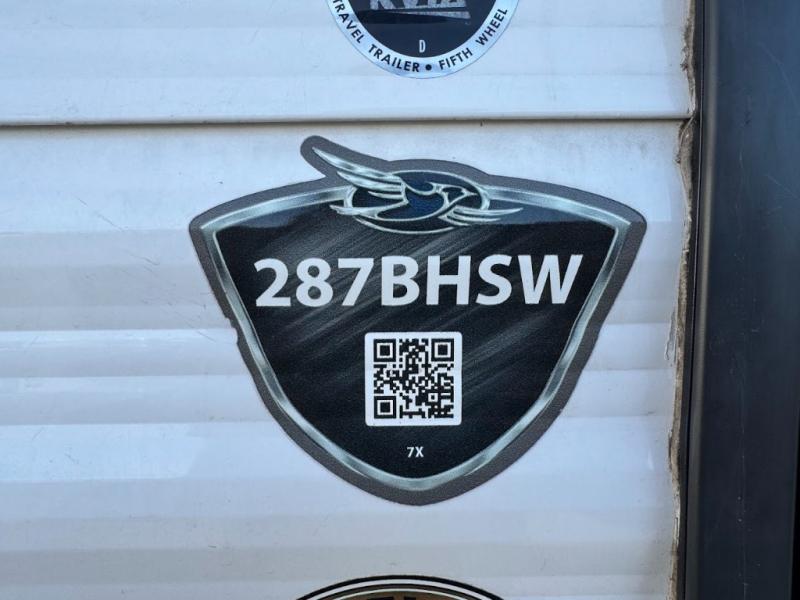 TRAVEL TRAILER • FIFTH WHEEL
D
287BHSW
7X